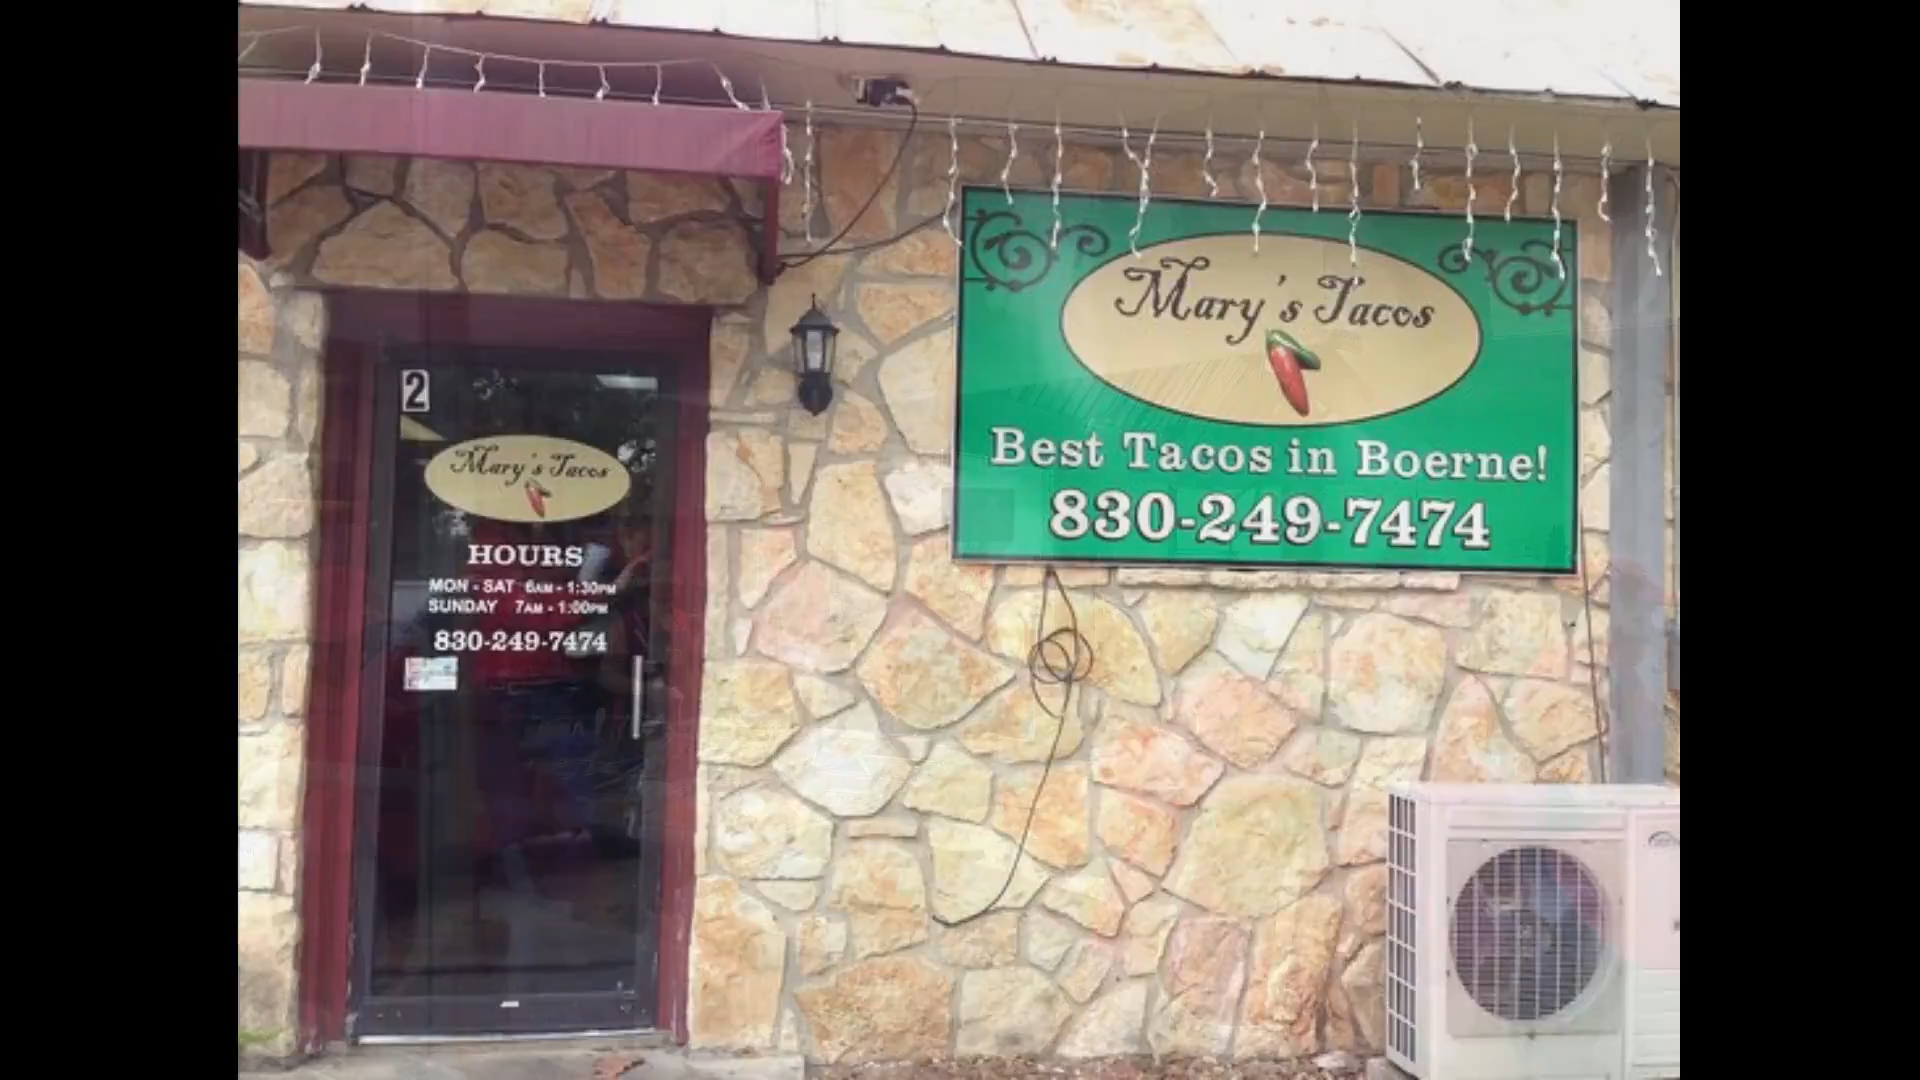 2
Mary's Tacos
HOURS
MON - SAT 6AM - 1:30PM
SUNDAY 7AM - 1:00PM
830-249-7474
Mary's Tacos
Best Tacos in Boerne!
830-249-7474